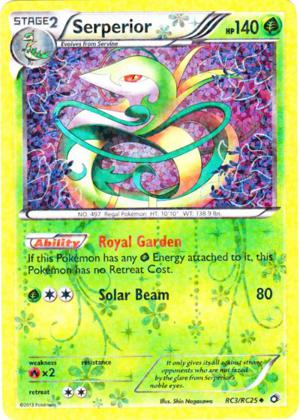 STAGE2 Serperior HP 140
Evolves from Servine
NO. 497 Regal Pokémon HT: 10'10" WT: 138.9 lbs.
Ability Royal Garden
If this Pokémon has any Energy attached to it, this
Pokémon has no Retreat Cost.
Solar Beam 80
weakness resistance
×2
retreat
It only gives its all against strong
opponents who are not fazed
by the glare from Serperior's
noble eyes.
Illus. Shin Nagasawa RC3/RC25
©2013 Pokémon